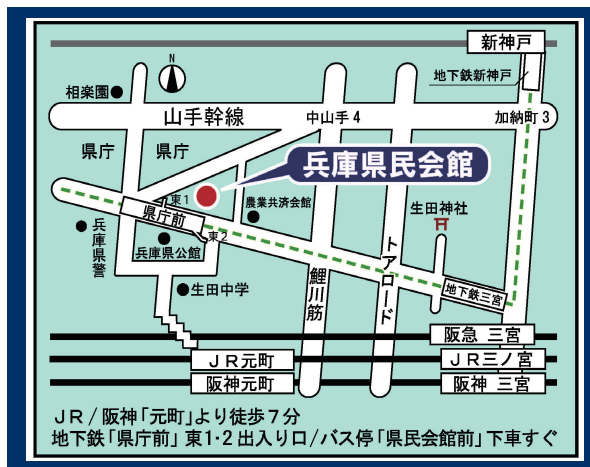 新神戸
N
地下鉄新神戸
相楽園
山手幹線
中山手4
加納町3
県庁
県庁
兵庫県民会館
東1
農業共済会館
生田神社
県庁前
東2
兵庫県警
兵庫県公館
トアロード
生田中学
鯉川筋
地下鉄三宮
阪急 三宮
JR元町
JR三ノ宮
阪神元町
阪神 三宮
JR/阪神「元町」より徒歩7分
地下鉄「県庁前」東1・2出入り口/バス停「県民会館前」下車すぐ